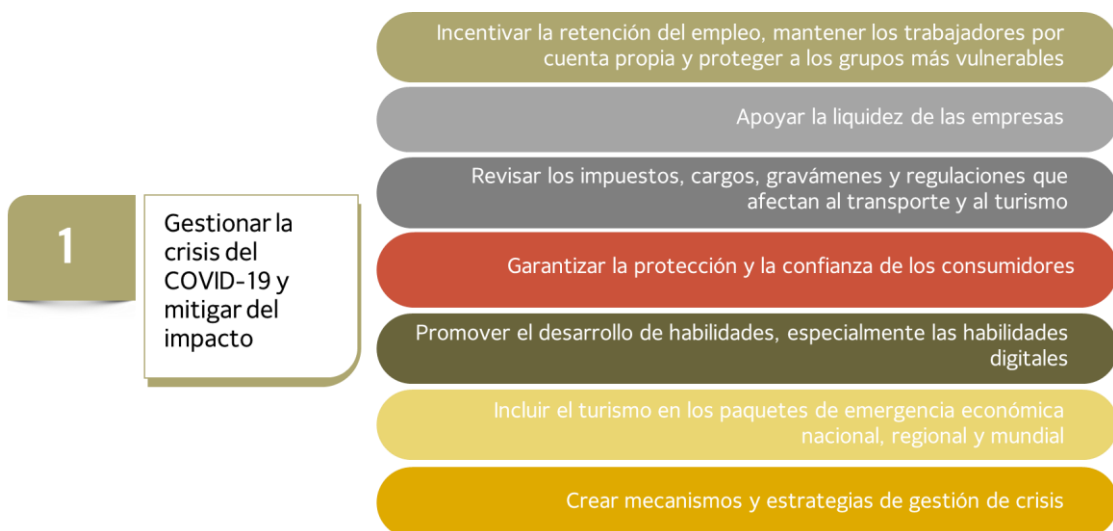 1
Gestionar la
crisis del
COVID-19 y
mitigar del
impacto
Incentivar la retención del empleo, mantener los trabajadores por
cuenta propia y proteger a los grupos más vulnerables
Apoyar la liquidez de las empresas
Revisar los impuestos, cargos, gravámenes y regulaciones que
afectan al transporte y al turismo
Garantizar la protección y la confianza de los consumidores
Promover el desarrollo de habilidades, especialmente las habilidades
digitales
Incluir el turismo en los paquetes de emergencia económica
nacional, regional y mundial
Crear mecanismos y estrategias de gestión de crisis